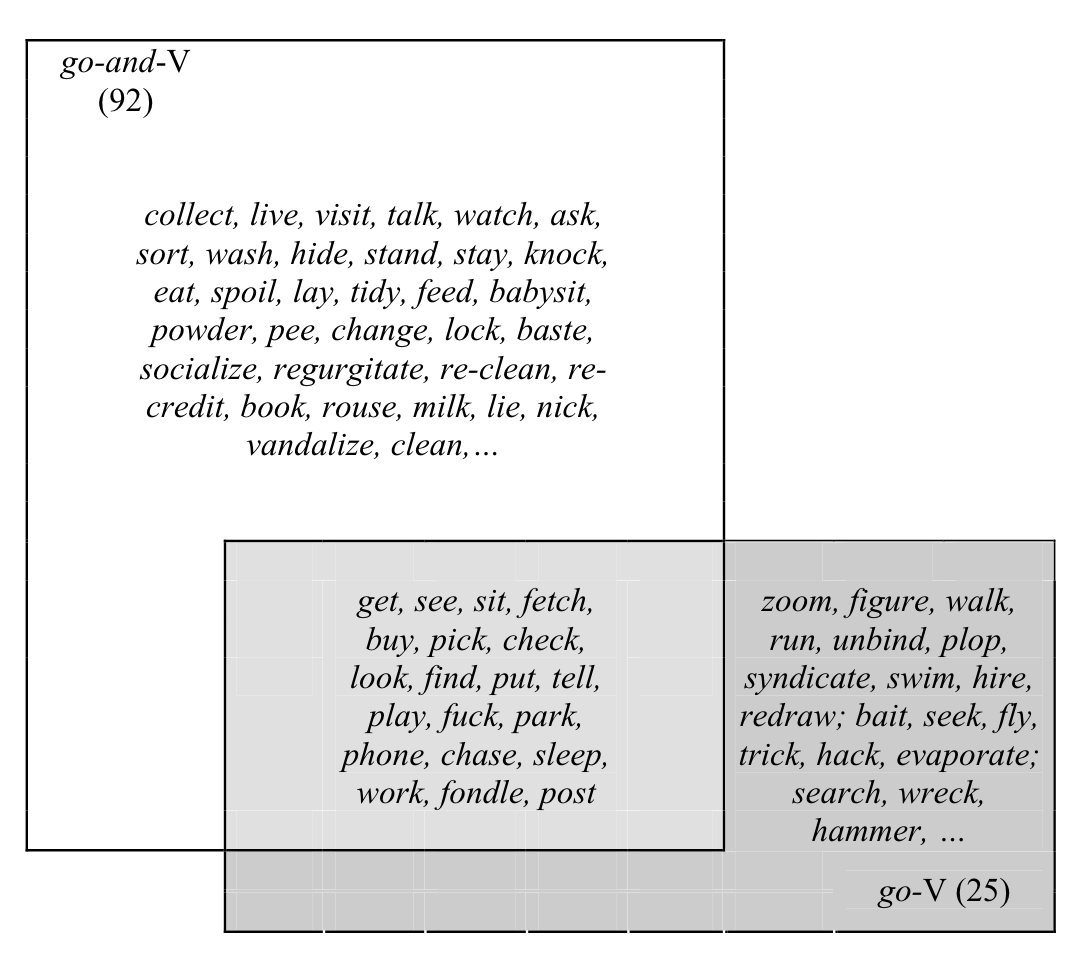 go-and-V
(92)
collect, live, visit, talk, watch, ask,
sort, wash, hide, stand, stay, knock,
eat, spoil, lay, tidy, feed, babysit,
powder, pee, change, lock, baste,
socialize, regurgitate, re-clean, re-
credit, book, rouse, milk, lie, nick,
vandalize, clean,…
get, see, sit, fetch,
buy, pick, check,
look, find, put, tell,
play, fuck, park,
phone, chase, sleep,
work, fondle, post
zoom, figure, walk,
run, unbind, plop,
syndicate, swim, hire,
redraw; bait, seek, fly,
trick, hack, evaporate;
search, wreck,
hammer, …
go-V (25)